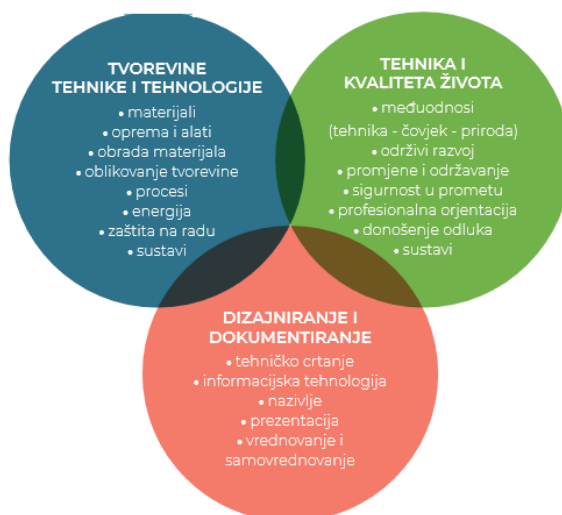 TVOREVINE
TEHNIKE I TEHNOLOGIJE
• materijali
• oprema i alati
• obrada materijala
• oblikovanje tvorevine
• procesi
• energija
• zaštita na radu
• sustavi
TEHNIKA I
KVALITETA ŽIVOTA
• međuodnosi
(tehnika - čovjek - priroda)
• održivi razvoj
• promjene i održavanje
• sigurnost u prometu
• profesionalna orjentacija
• donošenje odluka
• sustavi
DIZAJNIRANJE I
DOKUMENTIRANJE
• tehničko crtanje
• informacijska tehnologija
• nazivlje
• prezentacija
• vrednovanje i
samovrednovanje